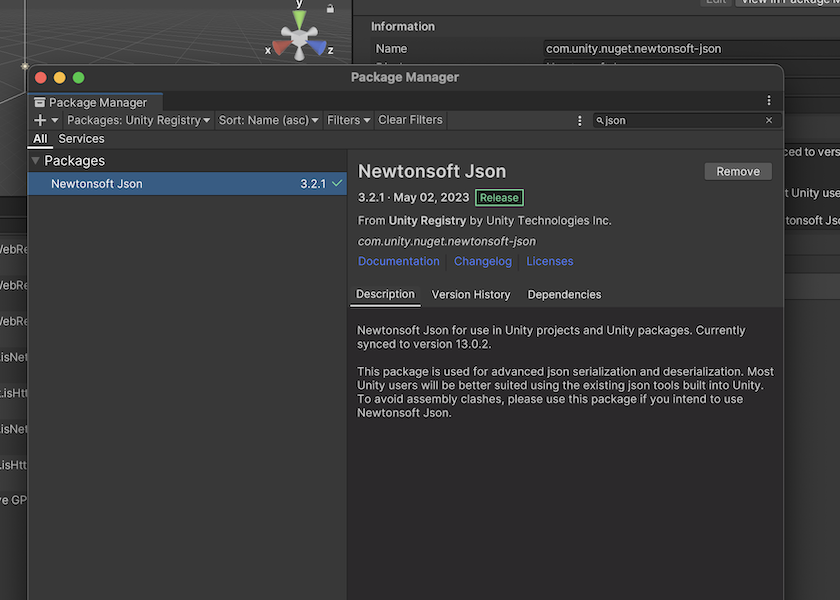 y
x
z
Edit
View in Package M
Information
Name
com.unity.nuget.newtonsoft-json
Package Manager
Package Manager
Packages: Unity Registry
Sort: Name (asc)
Filters
Clear Filters
json
All
Services
Packages
Newtonsoft Json
3.2.1
Newtonsoft Json
Remove
3.2.1 · May 02, 2023
Release
From Unity Registry by Unity Technologies Inc.
com.unity.nuget.newtonsoft-json
Documentation
Changelog
Licenses
Description
Version History
Dependencies
Newtonsoft Json for use in Unity projects and Unity packages. Currently
synced to version 13.0.2.
This package is used for advanced json serialization and deserialization. Most
Unity users will be better suited using the existing json tools built into Unity.
To avoid assembly clashes, please use this package if you intend to use
Newtonsoft Json.
ced to vers
t Unity use
tonsoft Jso
WebRe
WebRe
WebRe
.isNet
.isHtt
.isNet
.isHtt
ve GP